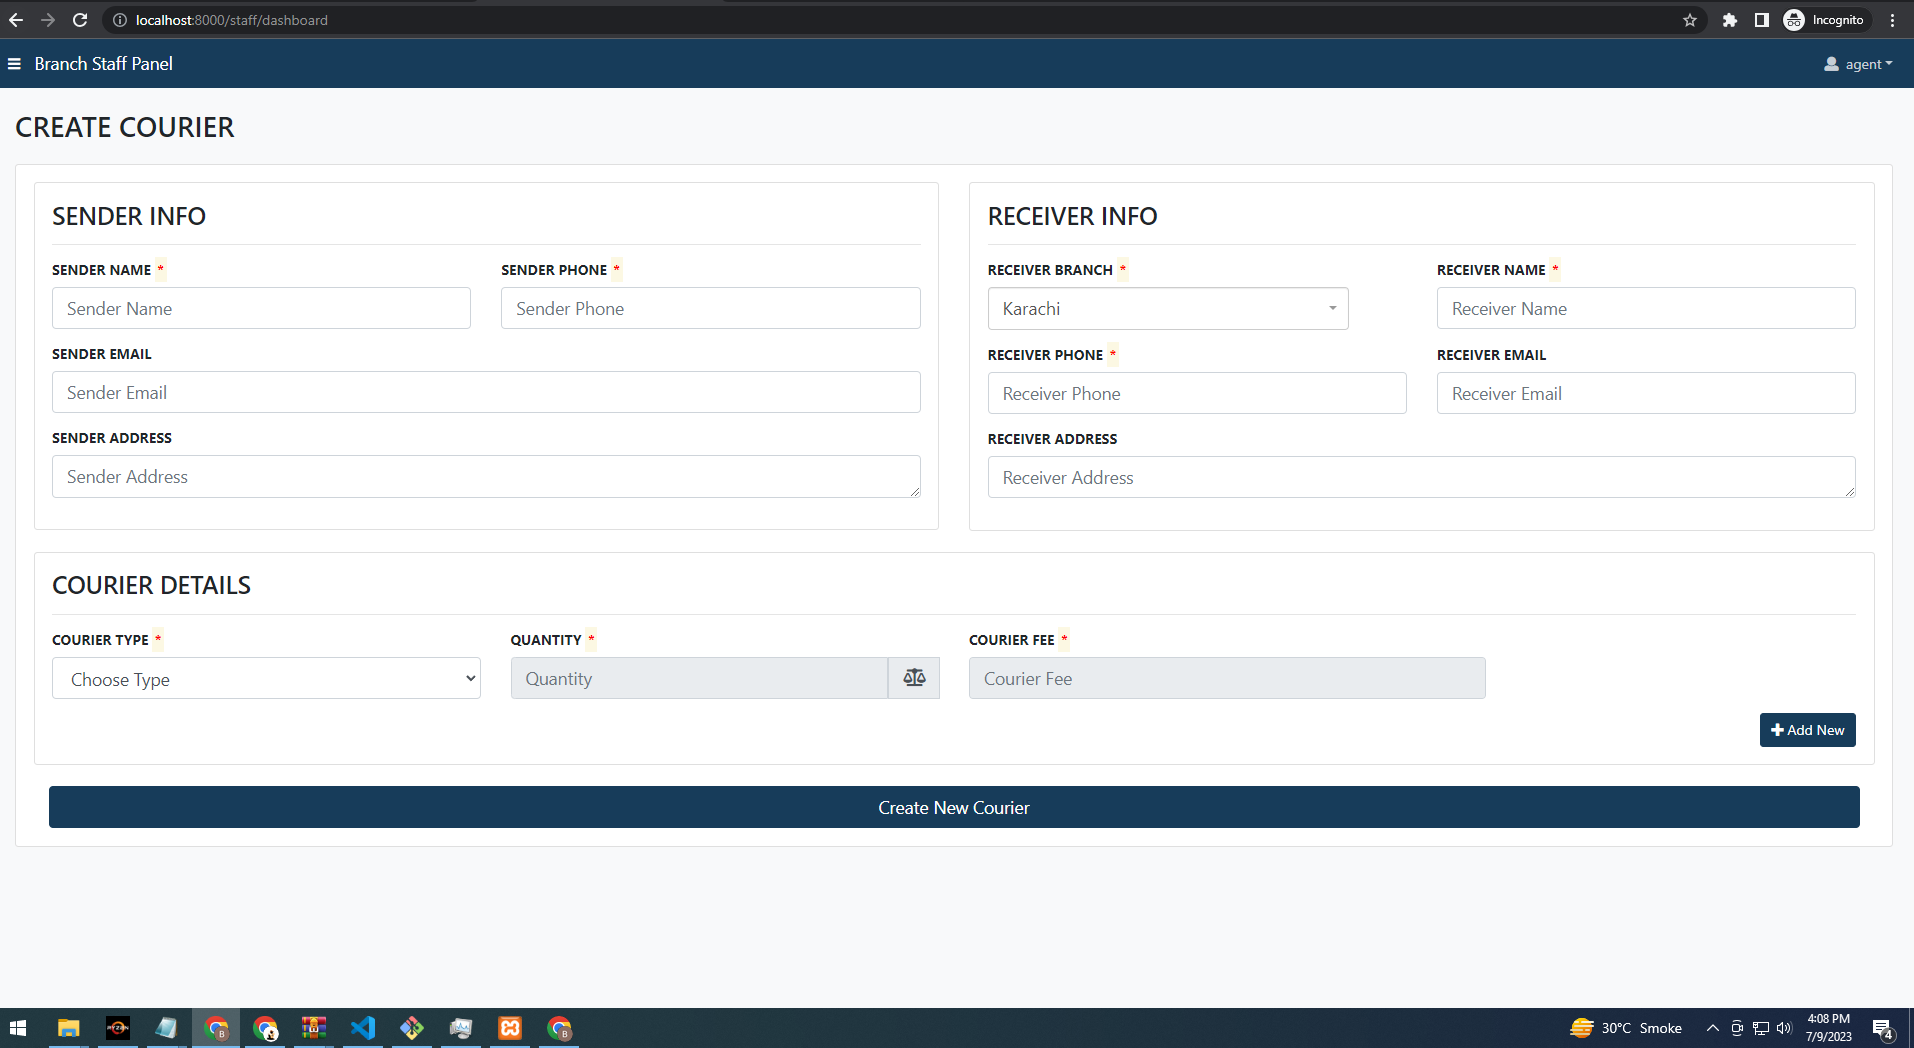 localhost:8000/staff/dashboard
Incognito
Branch Staff Panel
agent
CREATE COURIER
SENDER INFO
SENDER NAME *
SENDER PHONE *
Sender Name
Sender Phone
SENDER EMAIL
Sender Email
SENDER ADDRESS
Sender Address
RECEIVER INFO
RECEIVER BRANCH *
RECEIVER NAME *
Karachi
Receiver Name
RECEIVER PHONE *
RECEIVER EMAIL
Receiver Phone
Receiver Email
RECEIVER ADDRESS
Receiver Address
COURIER DETAILS
COURIER TYPE *
QUANTITY *
COURIER FEE *
Choose Type
Quantity
Courier Fee
Add New
Create New Courier
RYZEN
B
B
30°C Smoke
4:08 PM
7/9/2023
4